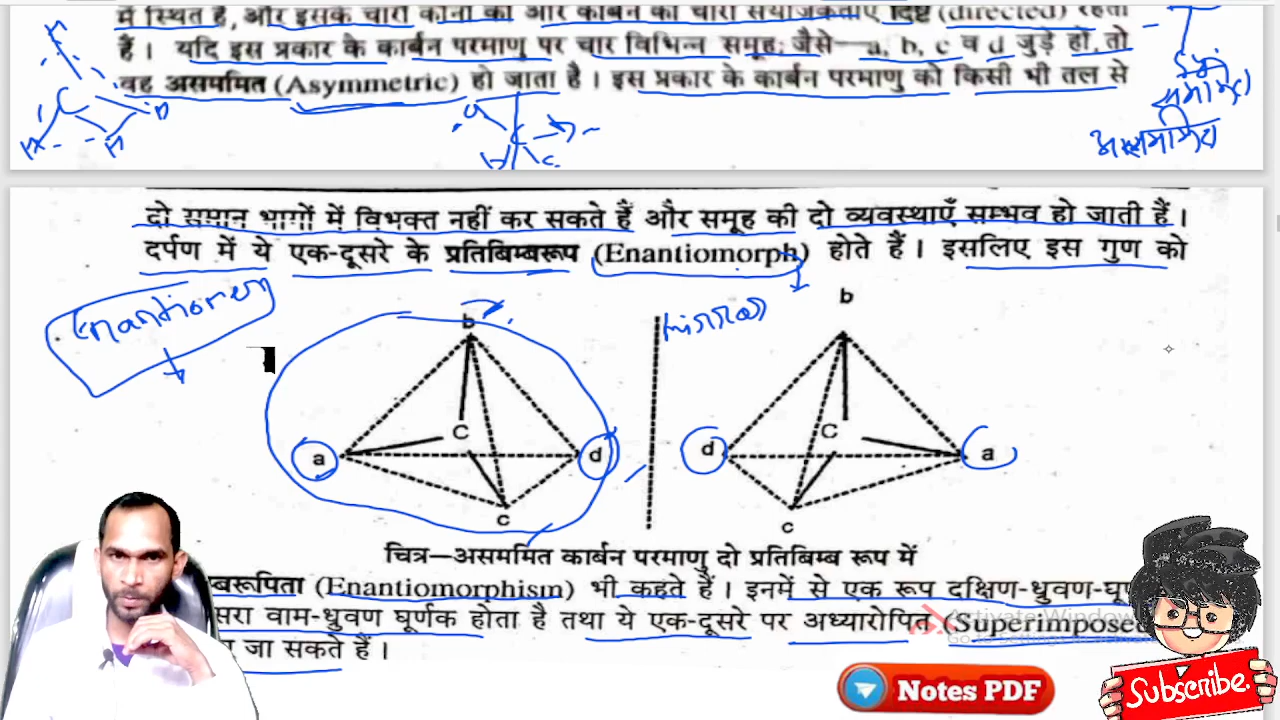 में स्थित है, और इसके चारों कोनों की ओर कार्बन की चारों संयोजकताएँ दिष्ट (directed) रहती
हैं। यदि इस प्रकार के कार्बन परमाणु पर चार विभिन्न समूह; जैसे—a, b, c व d जुड़े हों, तो
वह असममित (Asymmetric) हो जाता है। इस प्रकार के कार्बन परमाणु को किसी भी तल से
दो समान भागों में विभक्त नहीं कर सकते हैं और समूह की दो व्यवस्थाएँ सम्भव हो जाती हैं।
दर्पण में ये एक-दूसरे के प्रतिबिम्बरूप (Enantiomorph) होते हैं। इसलिए इस गुण को
Enantiomer
mirror
b
b
a
C
d
c
d
C
a
c
चित्र—असममित कार्बन परमाणु दो प्रतिबिम्ब रूप में
म्बरूपिता (Enantiomorphism) भी कहते हैं। इनमें से एक रूप दक्षिण-ध्रुवण-घू
सरा वाम-ध्रुवण घूर्णक होता है तथा ये एक-दूसरे पर अध्यारोपित (Superimposed
जा सकते हैं।
Activate Window
Notes PDF
Subscribe.